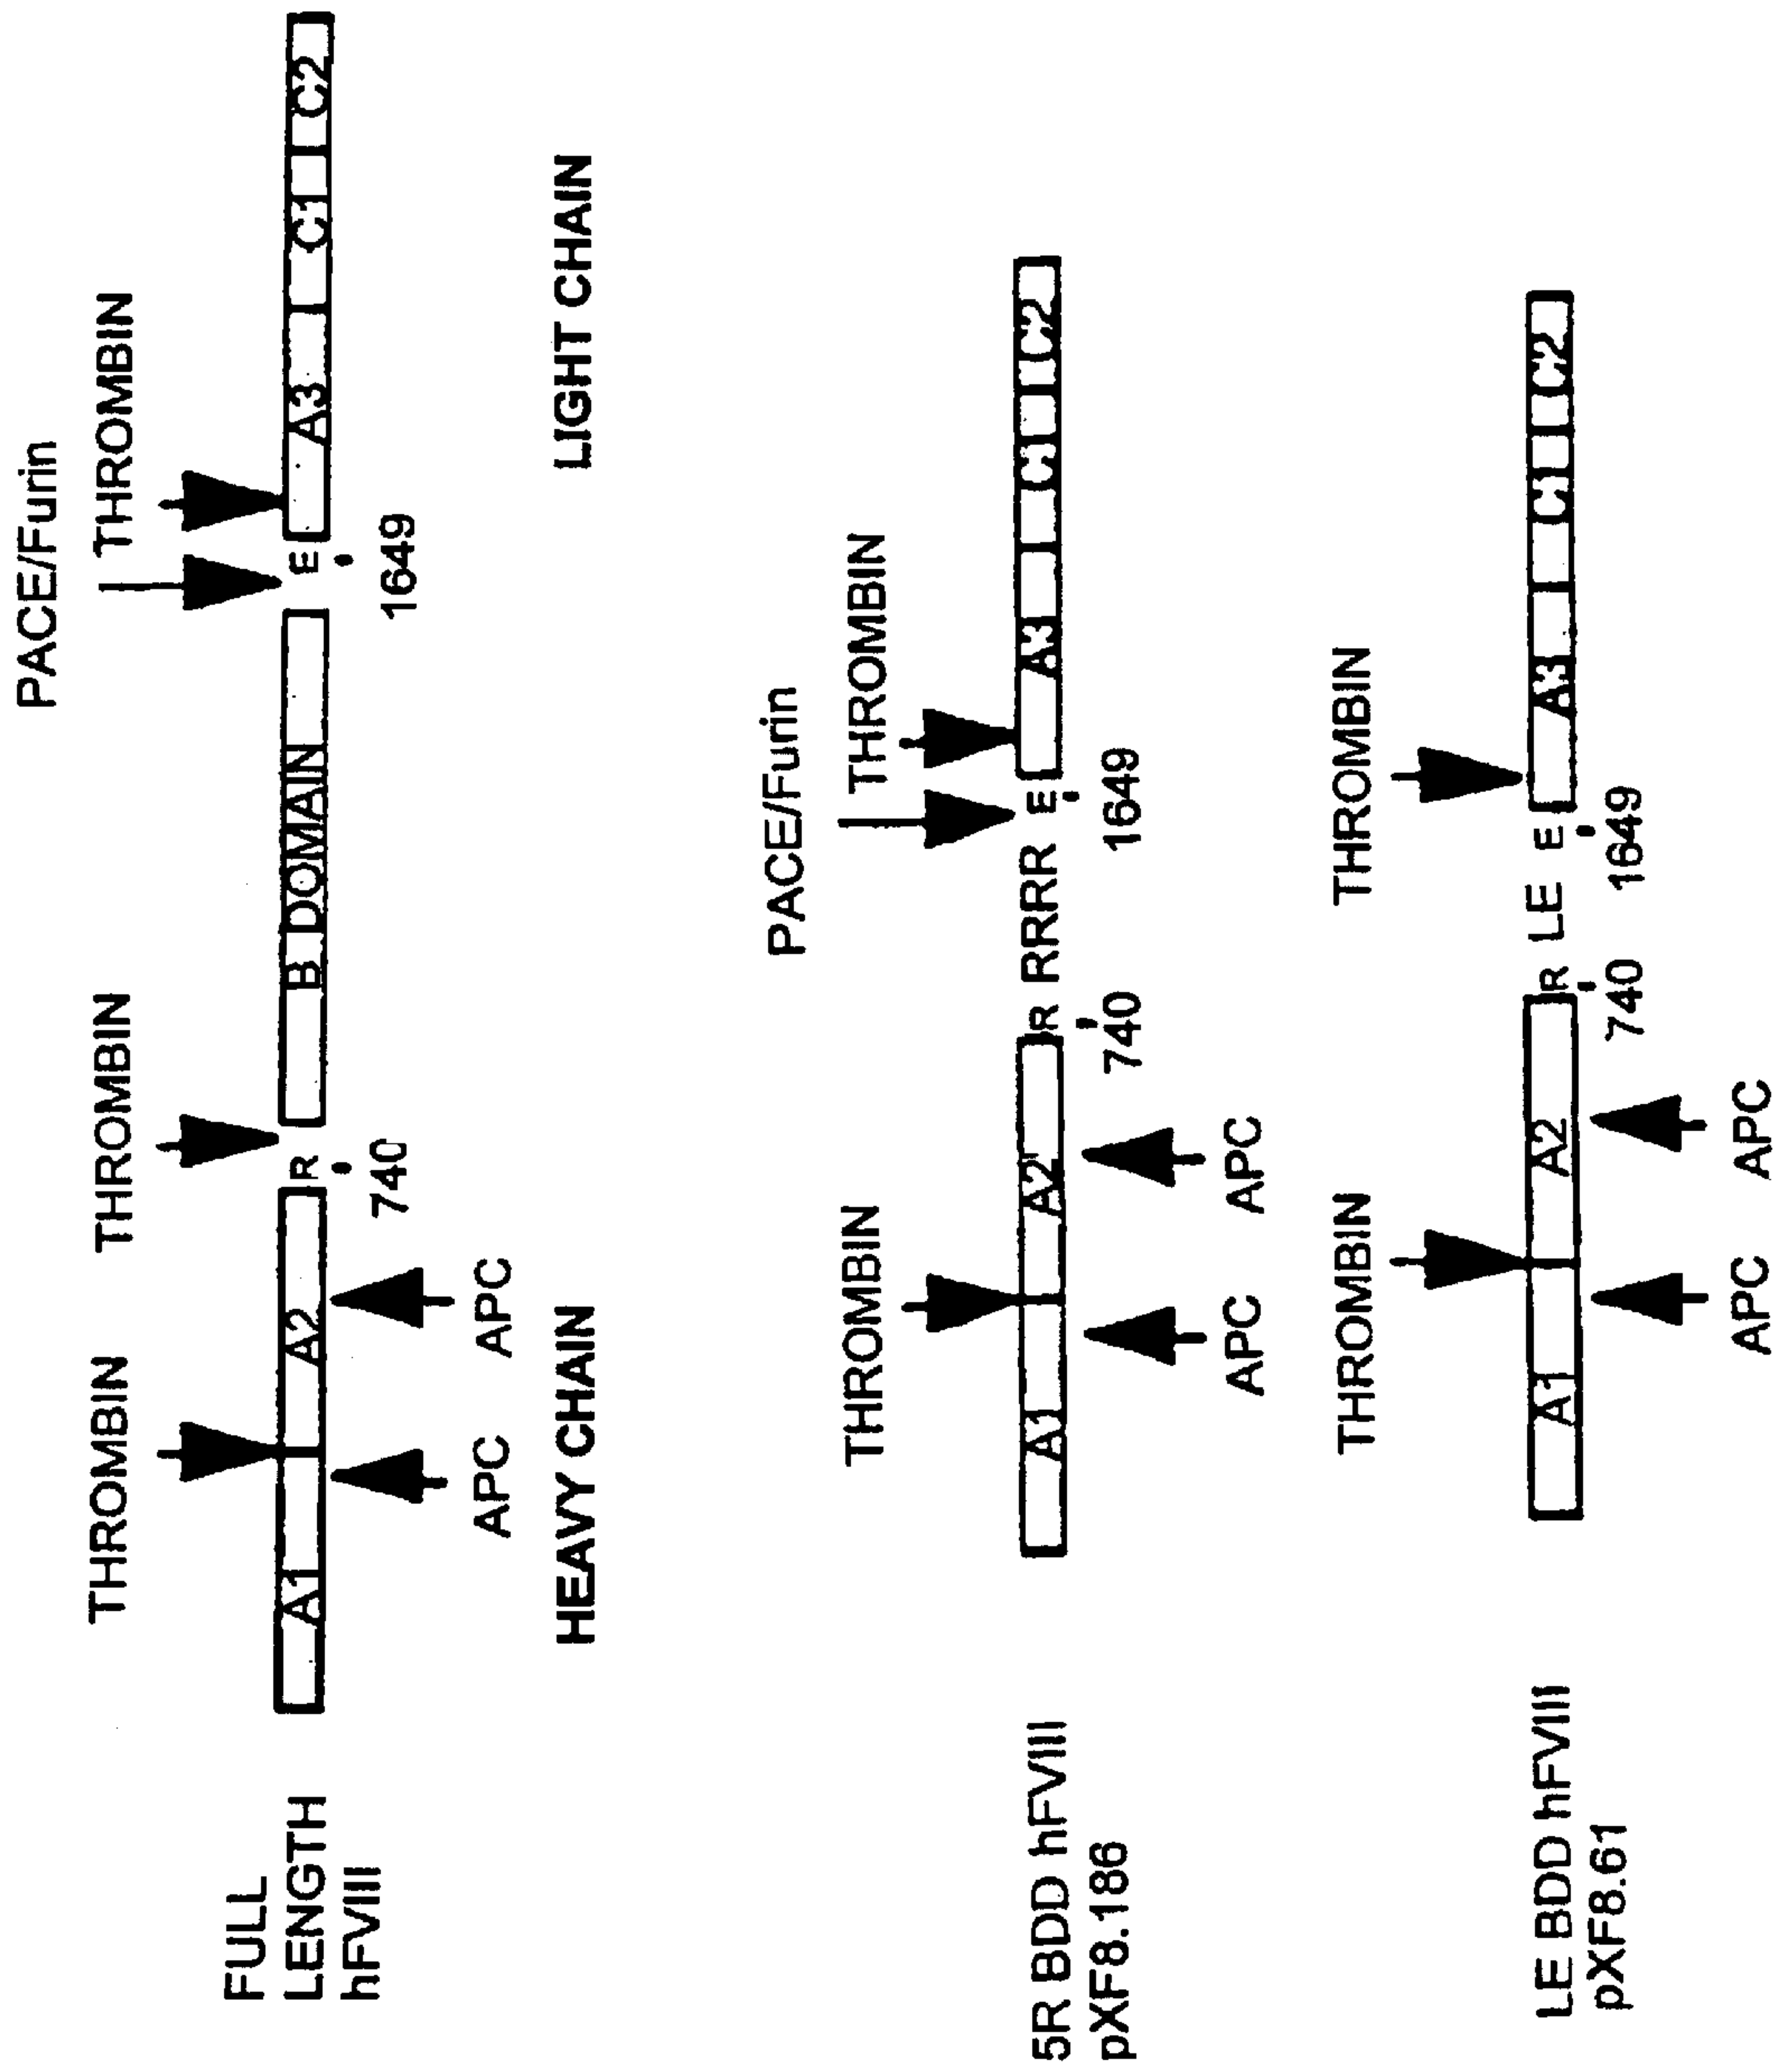 PACE/Furin
THROMBIN THROMBIN THROMBIN
FULL
LENGTH
hFVIII
A1 A2 R B DOMAIN E A3 C1 C2
740 1649
APC APC
HEAVY CHAIN LIGHT CHAIN
PACE/Furin
THROMBIN THROMBIN
5R BDD hFVIII
pXF8.186
A1 A2 R RRRR E A3 C1 C2
740 1649
APC APC
THROMBIN THROMBIN
LE BDD hFVIII
pXF8.61
A1 A2 R LE E A3 C1 C2
740 1649
APC APC